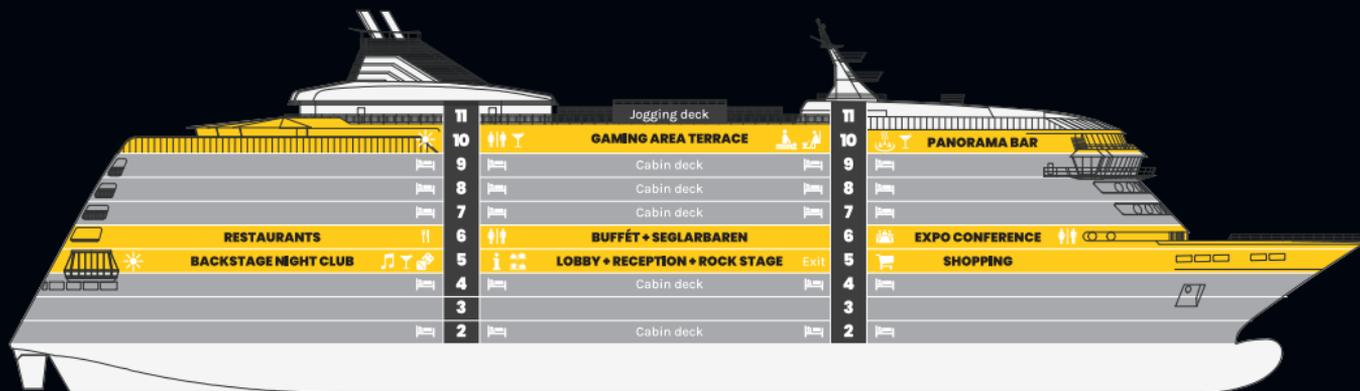 11 Jogging deck 11
10 GAMING AREA TERRACE 10 PANORAMA BAR
9 Cabin deck 9
8 Cabin deck 8
7 Cabin deck 7
RESTAURANTS 6 BUFFÉT + SEGLARBAREN 6 EXPO CONFERENCE
BACKSTAGE NIGHT CLUB 5 i LOBBY + RECEPTION + ROCK STAGE Exit 5 SHOPPING
4 Cabin deck 4
3 3
2 Cabin deck 2